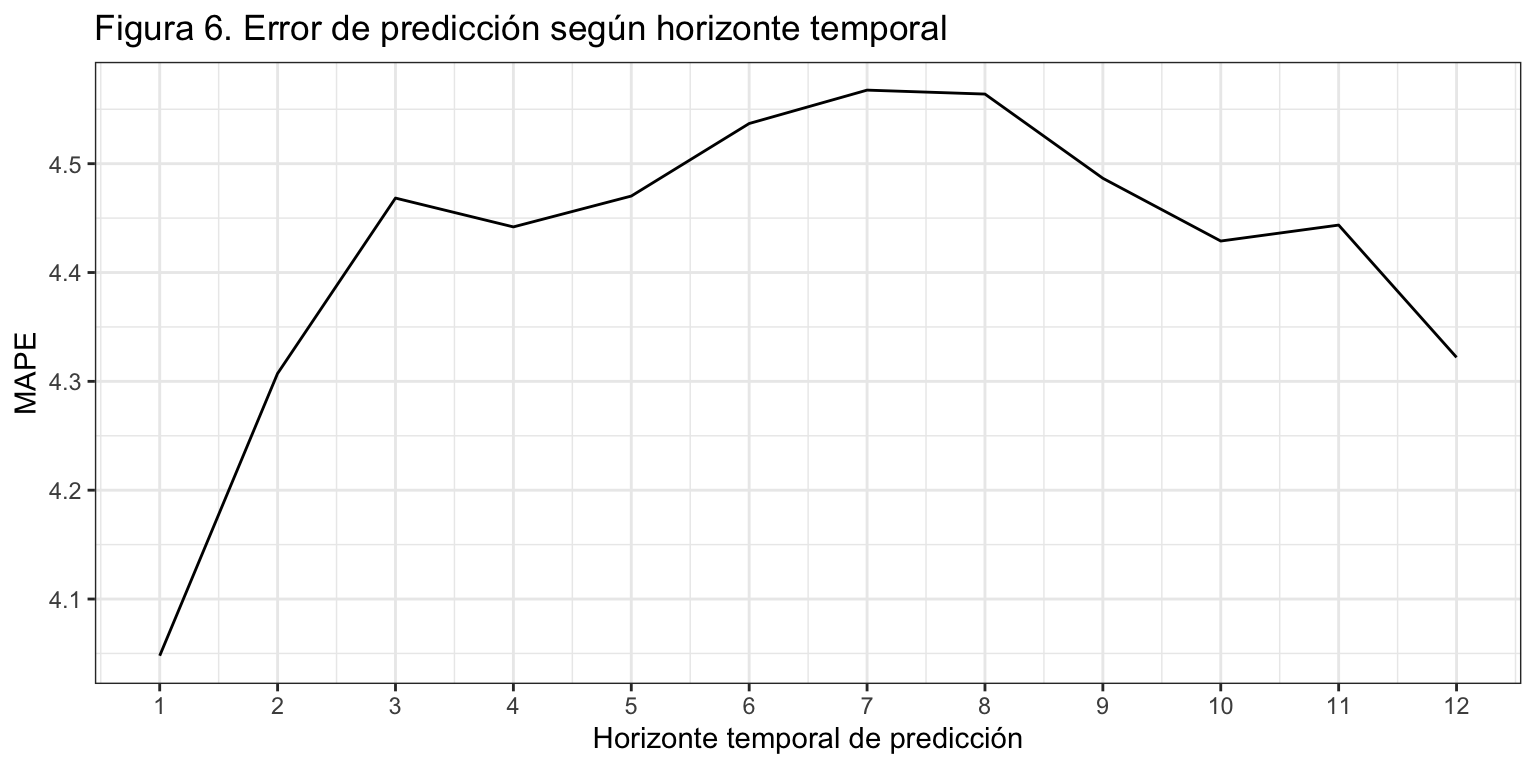 Figura 6. Error de predicción según horizonte temporal
4.5
4.4
4.3
4.2
4.1
MAPE
1 2 3 4 5 6 7 8 9 10 11 12
Horizonte temporal de predicción